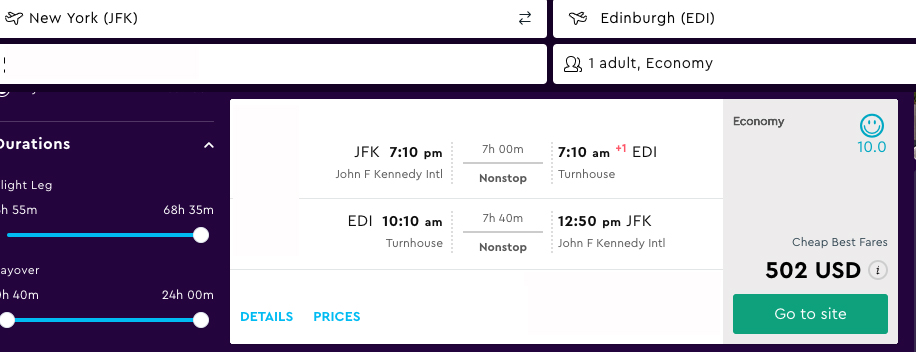 New York (JFK)
Edinburgh (EDI)
1 adult, Economy
Durations
light Leg
h 55m 68h 35m
ayover
h 40m 24h 00m
JFK 7:10 pm 7h 00m 7:10 am +1 EDI
John F Kennedy Intl Nonstop Turnhouse
EDI 10:10 am 7h 40m 12:50 pm JFK
Turnhouse Nonstop John F Kennedy Intl
DETAILS PRICES
Economy
10.0
Cheap Best Fares
502 USD i
Go to site